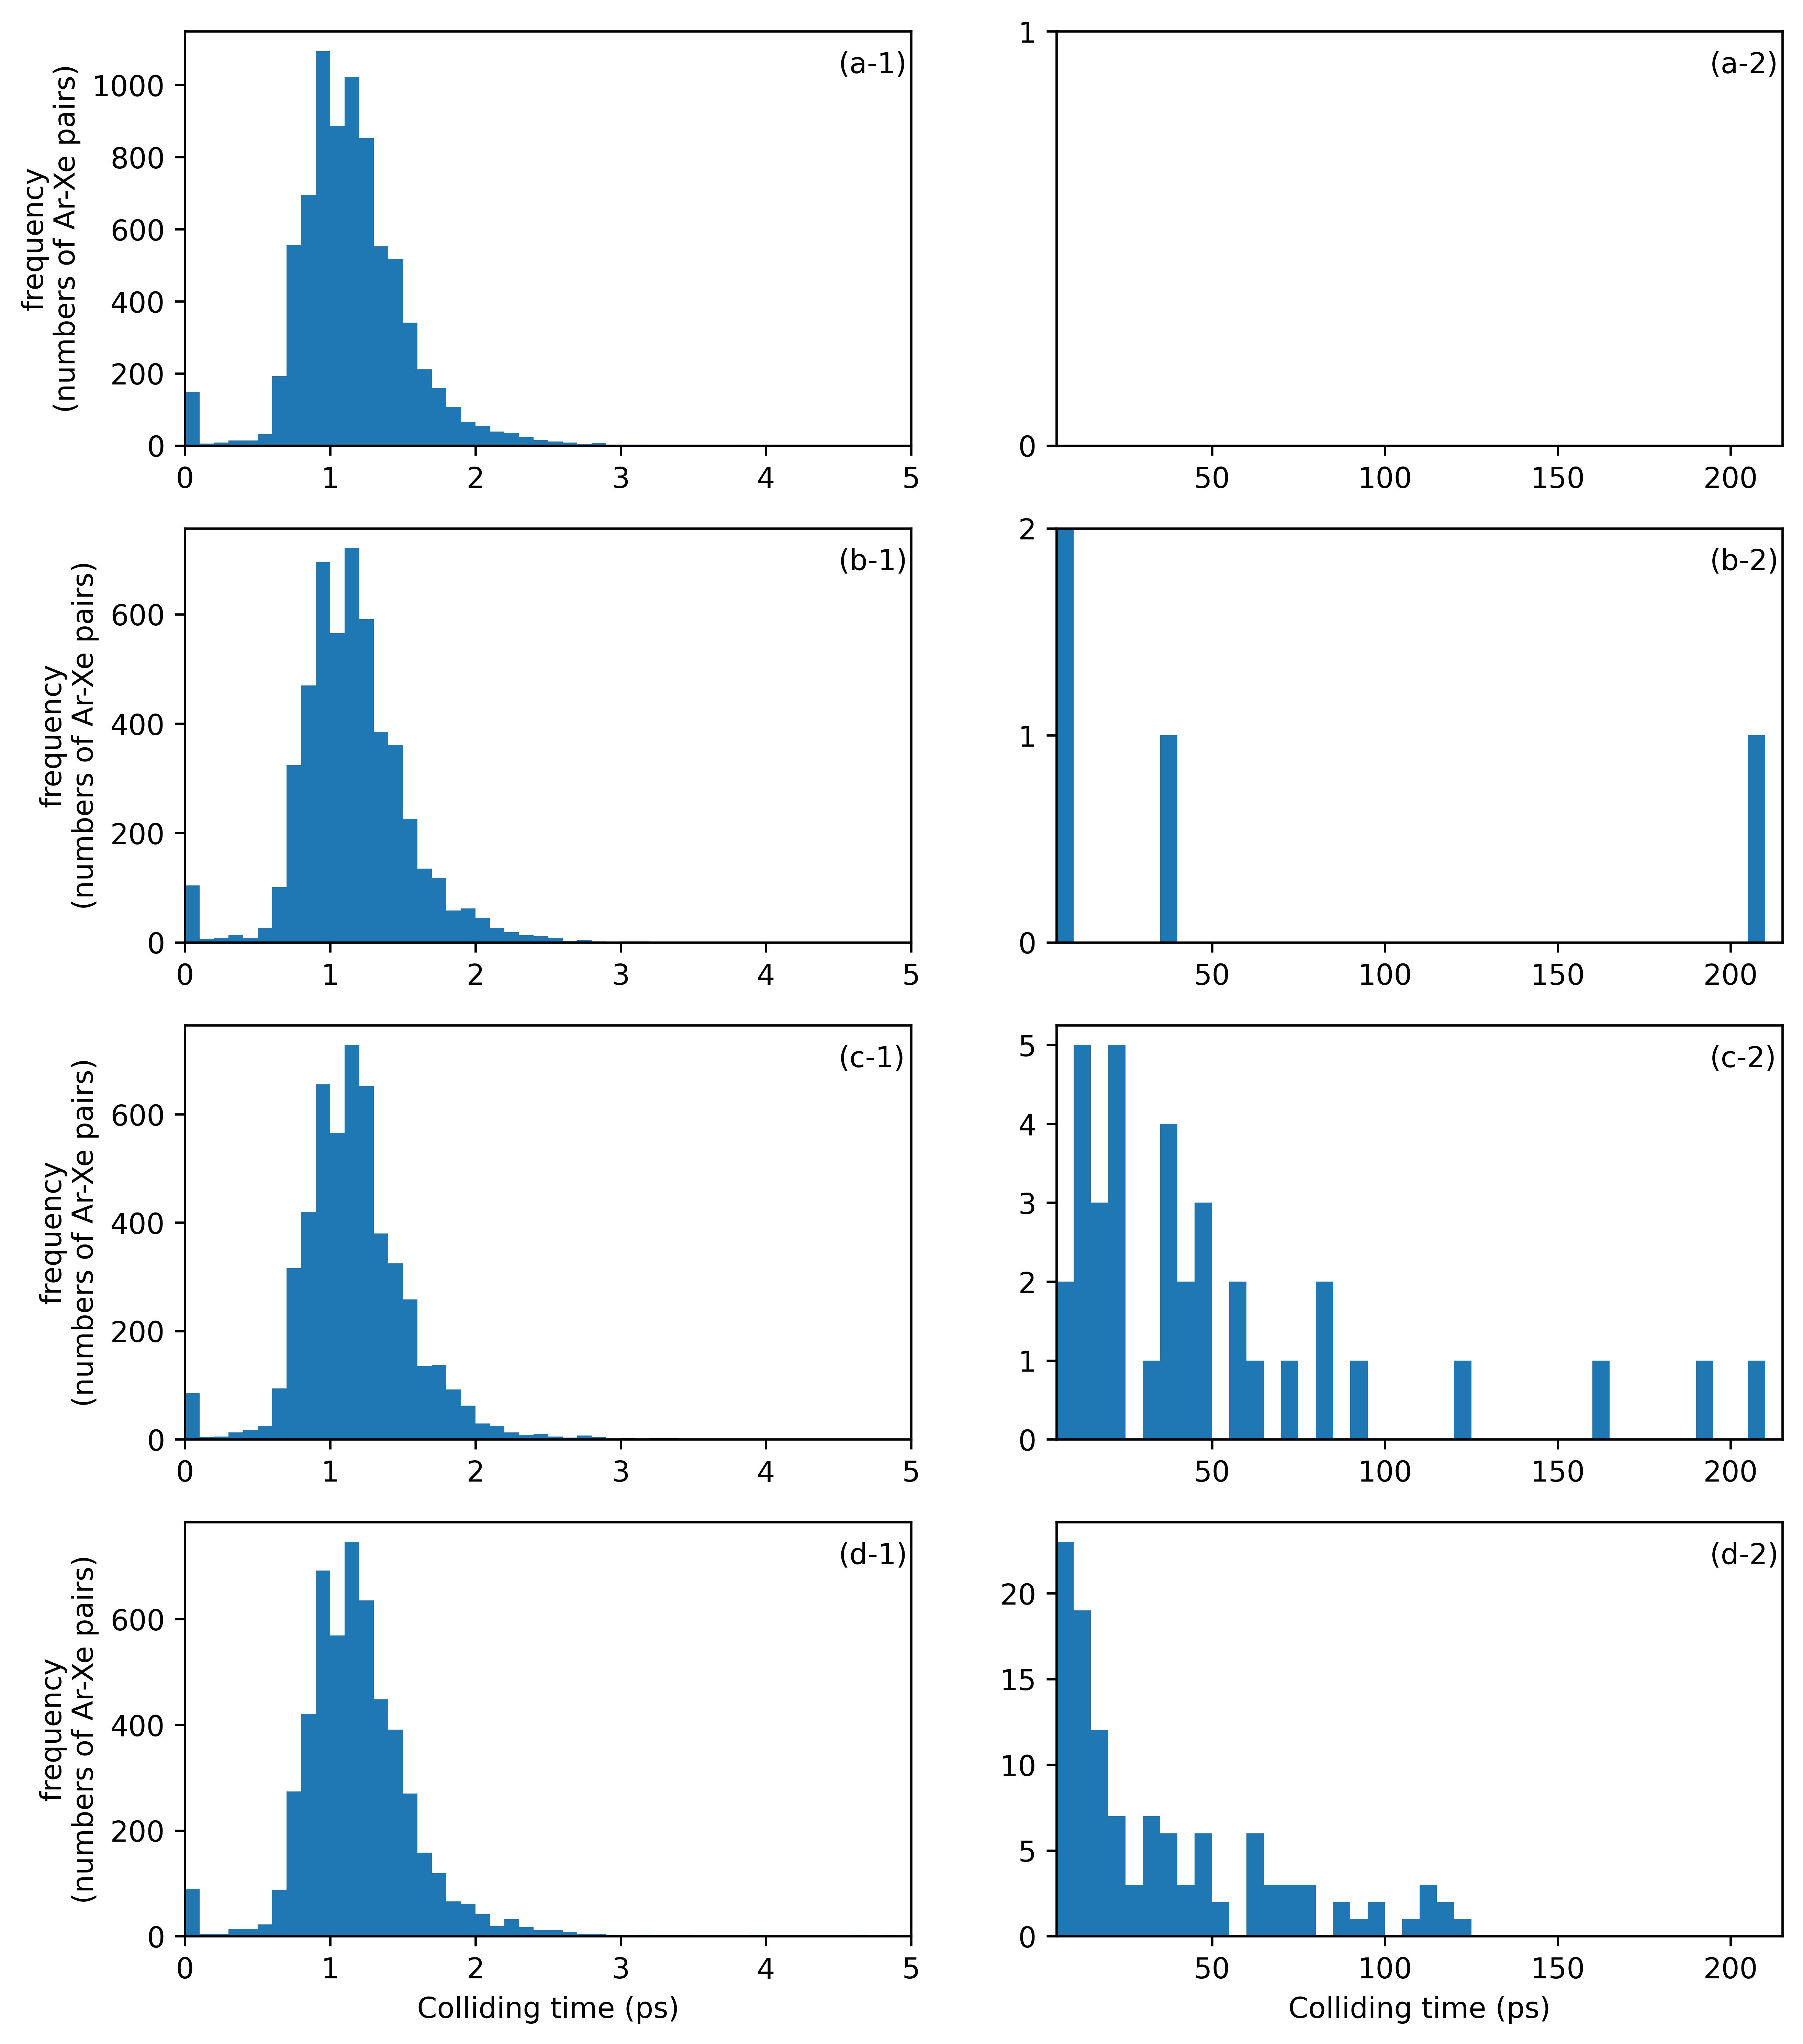 (a-1)
frequency
(numbers of Ar-Xe pairs)
1000
800
600
400
200
0
0 1 2 3 4 5
(a-2)
1
0
50 100 150 200
(b-1)
frequency
(numbers of Ar-Xe pairs)
600
400
200
0
0 1 2 3 4 5
(b-2)
2
1
0
50 100 150 200
(c-1)
frequency
(numbers of Ar-Xe pairs)
600
400
200
0
0 1 2 3 4 5
(c-2)
5
4
3
2
1
0
50 100 150 200
(d-1)
frequency
(numbers of Ar-Xe pairs)
600
400
200
0
0 1 2 3 4 5
Colliding time (ps)
(d-2)
20
15
10
5
0
50 100 150 200
Colliding time (ps)